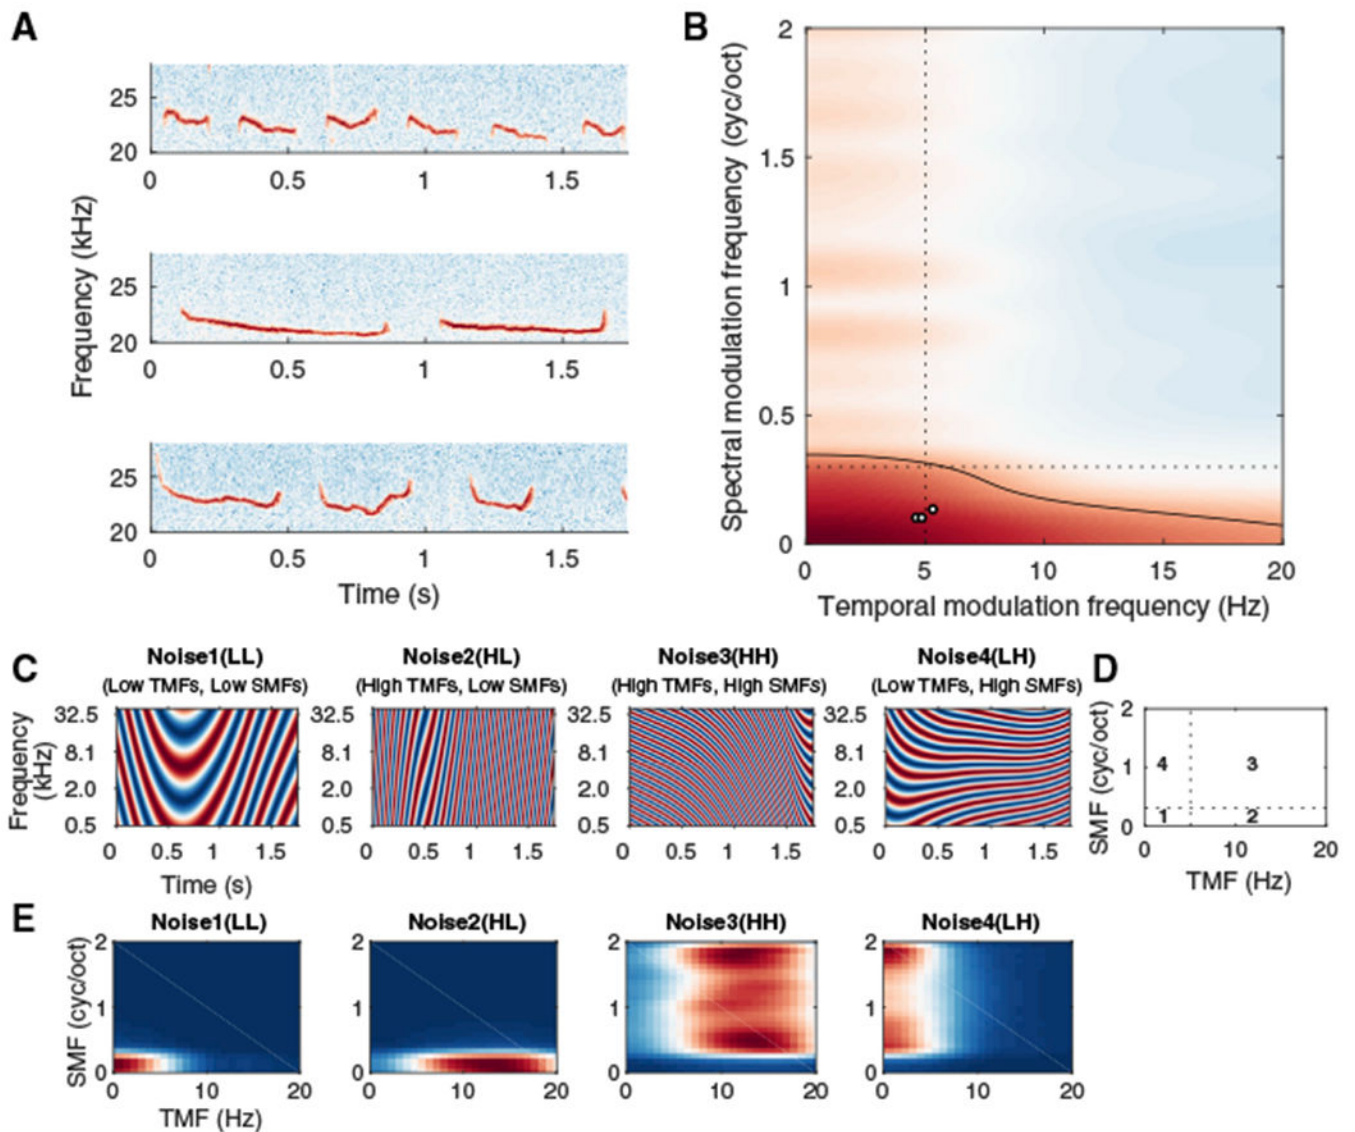 A
25
20
0 0.5 1 1.5
25
20
0 0.5 1 1.5
25
20
0 0.5 1 1.5
Frequency (kHz)
Time (s)
B
2
1.5
1
0.5
0
0 5 10 15 20
Spectral modulation frequency (cyc/oct)
Temporal modulation frequency (Hz)
C
Noise1(LL) Noise2(HL) Noise3(HH) Noise4(LH)
(Low TMFs, Low SMFs) (High TMFs, Low SMFs) (High TMFs, High SMFs) (Low TMFs, High SMFs)
Frequency
(kHz)
32.5 32.5 32.5 32.5
8.1 8.1 8.1 8.1
2.0 2.0 2.0 2.0
0.5 0.5 0.5 0.5
0 0.5 1 1.5 0 0.5 1 1.5 0 0.5 1 1.5 0 0.5 1 1.5
Time (s)
D
SMF (cyc/oct)
2
1
0
4 3
1 2
0 10 20
TMF (Hz)
E
Noise1(LL) Noise2(HL) Noise3(HH) Noise4(LH)
SMF (cyc/oct)
2 2 2 2
1 1 1 1
0 0 0 0
0 10 20 0 10 20 0 10 20 0 10 20
TMF (Hz)